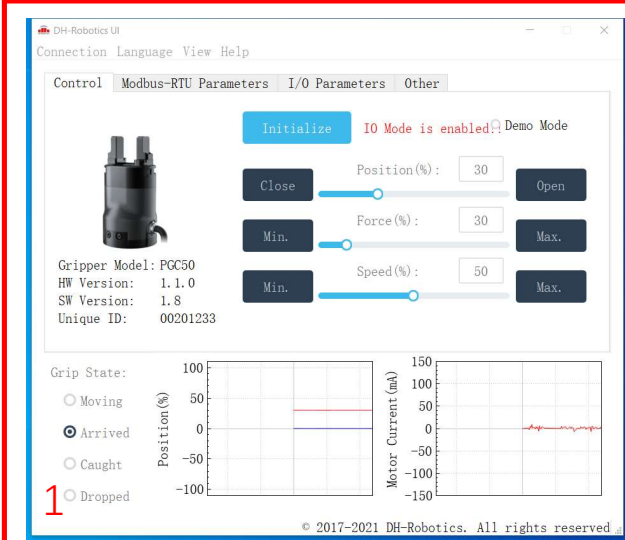 DH-Robotics UI
Connection Language View Help
Control Modbus-RTU Parameters I/O Parameters Other
Initialize IO Mode is enabled!! Demo Mode
Position(%): 30
Close Open
Force(%): 30
Min. Max.
Speed(%): 50
Min. Max.
Gripper Model: PGC50
HW Version: 1.1.0
SW Version: 1.8
Unique ID: 00201233
Grip State:
Moving
Arrived
Caught
Dropped
1
Position(%)
100
50
0
-50
-100
Motor Current(mA)
150
100
50
0
-50
-100
-150
© 2017-2021 DH-Robotics. All rights reserved